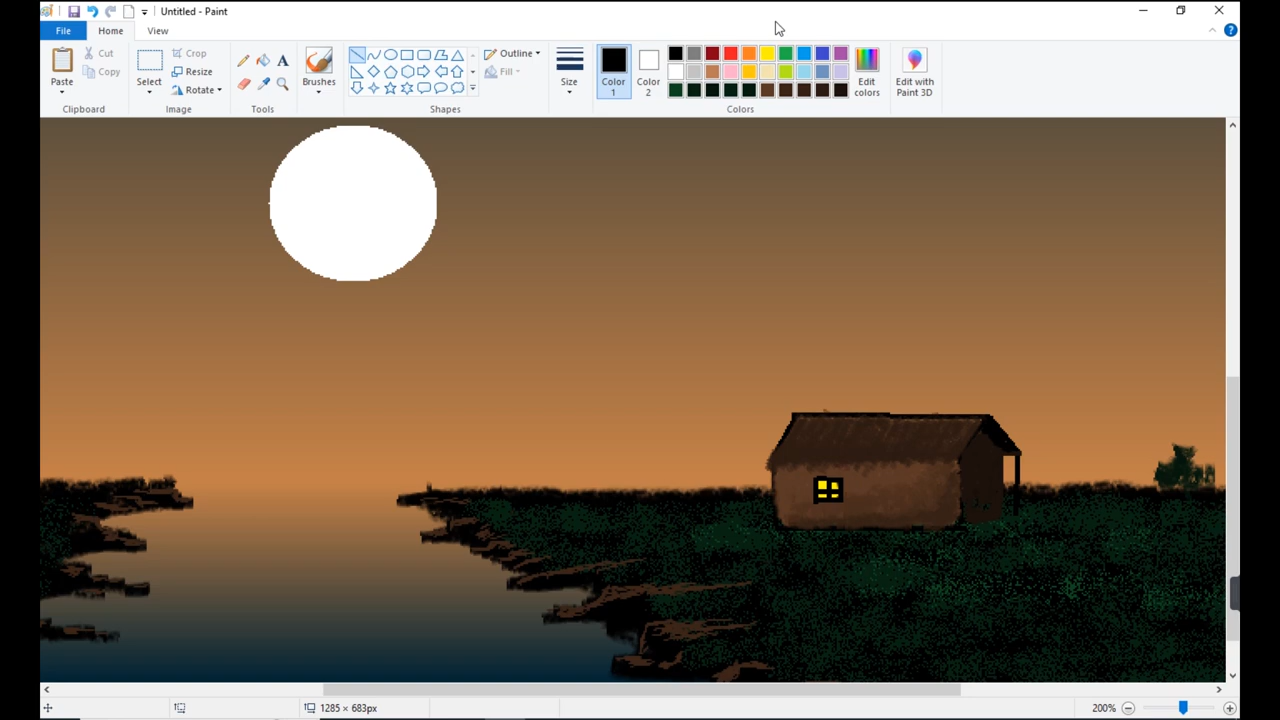 Untitled - Paint
File Home View
Paste
Cut
Copy
Clipboard
Select
Crop
Resize
Rotate
Image
A
Tools
Brushes
Outline
Fill
Shapes
Size
Color 1
Color 2
Edit colors
Colors
Edit with Paint 3D
1285 × 683px
200%